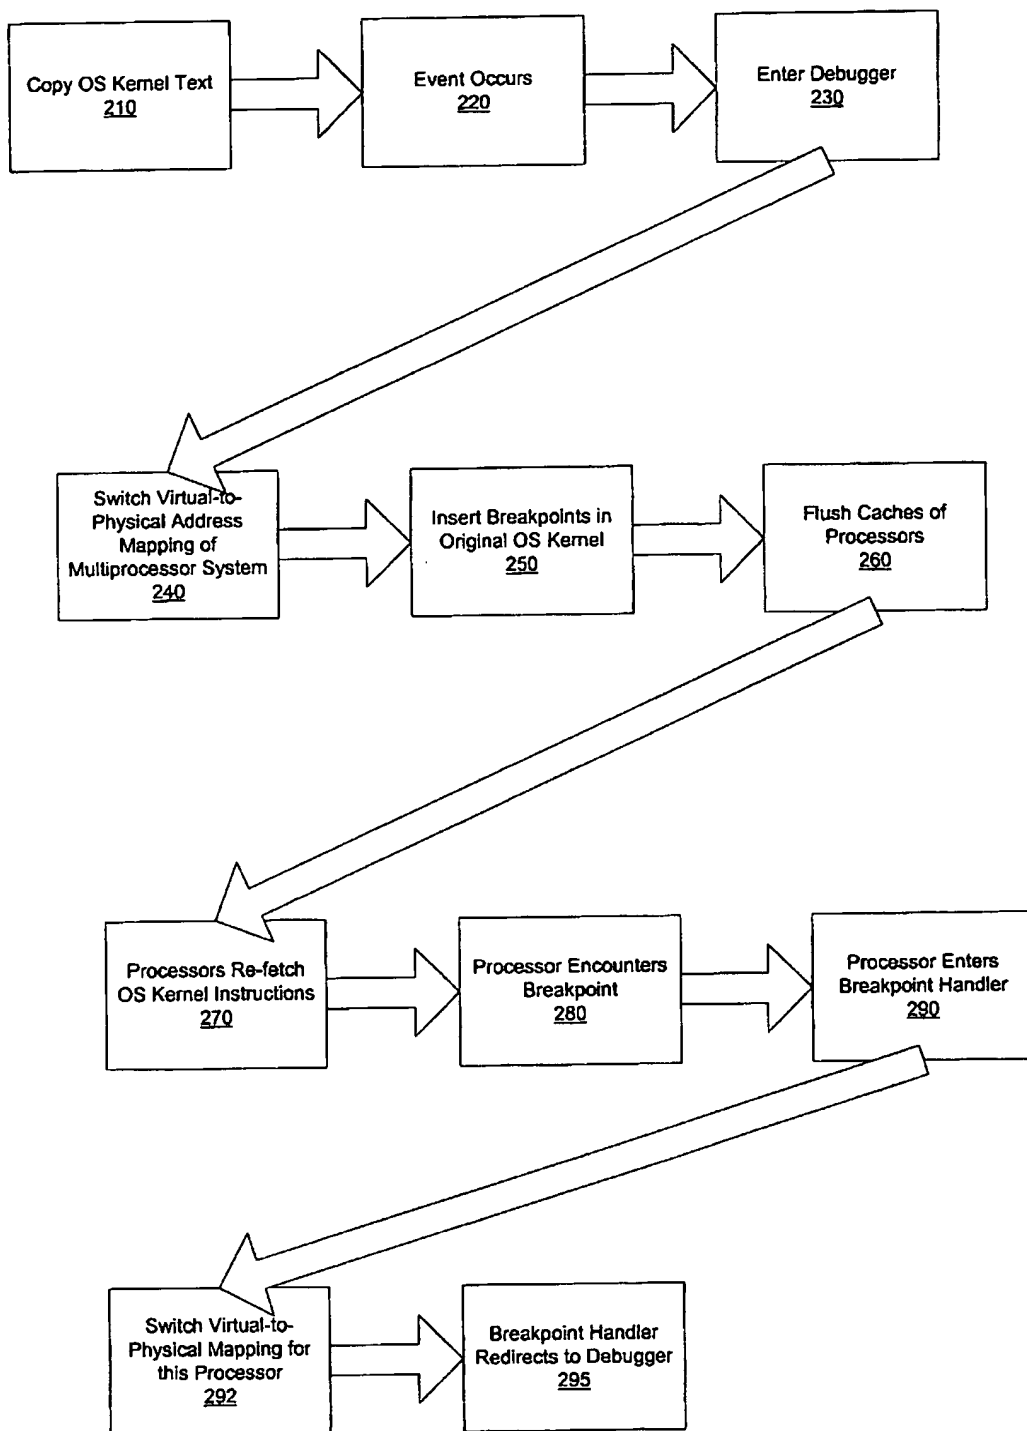 Copy OS Kernel Text
210
Event Occurs
220
Enter Debugger
230
Switch Virtual-to-
Physical Address
Mapping of
Multiprocessor System
240
Insert Breakpoints in
Original OS Kernel
250
Flush Caches of
Processors
260
Processors Re-fetch
OS Kernel Instructions
270
Processor Encounters
Breakpoint
280
Processor Enters
Breakpoint Handler
290
Switch Virtual-to-
Physical Mapping for
this Processor
292
Breakpoint Handler
Redirects to Debugger
295